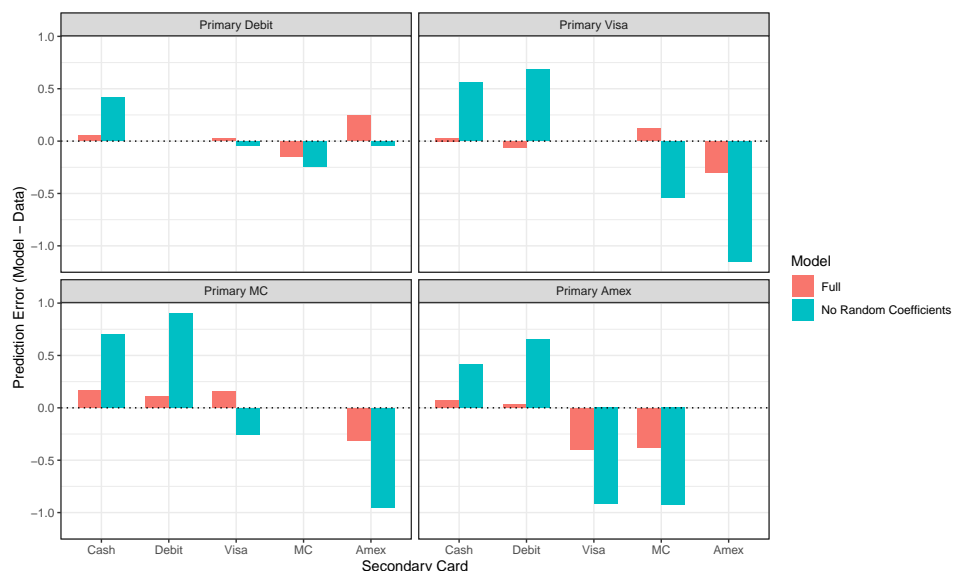 Primary Debit
Primary Visa
1.0
0.5
0.0
−0.5
−1.0
Primary MC
Primary Amex
1.0
0.5
0.0
−0.5
−1.0
Cash Debit Visa MC Amex
Cash Debit Visa MC Amex
Secondary Card
Prediction Error (Model − Data)
Model
Full
No Random Coefficients